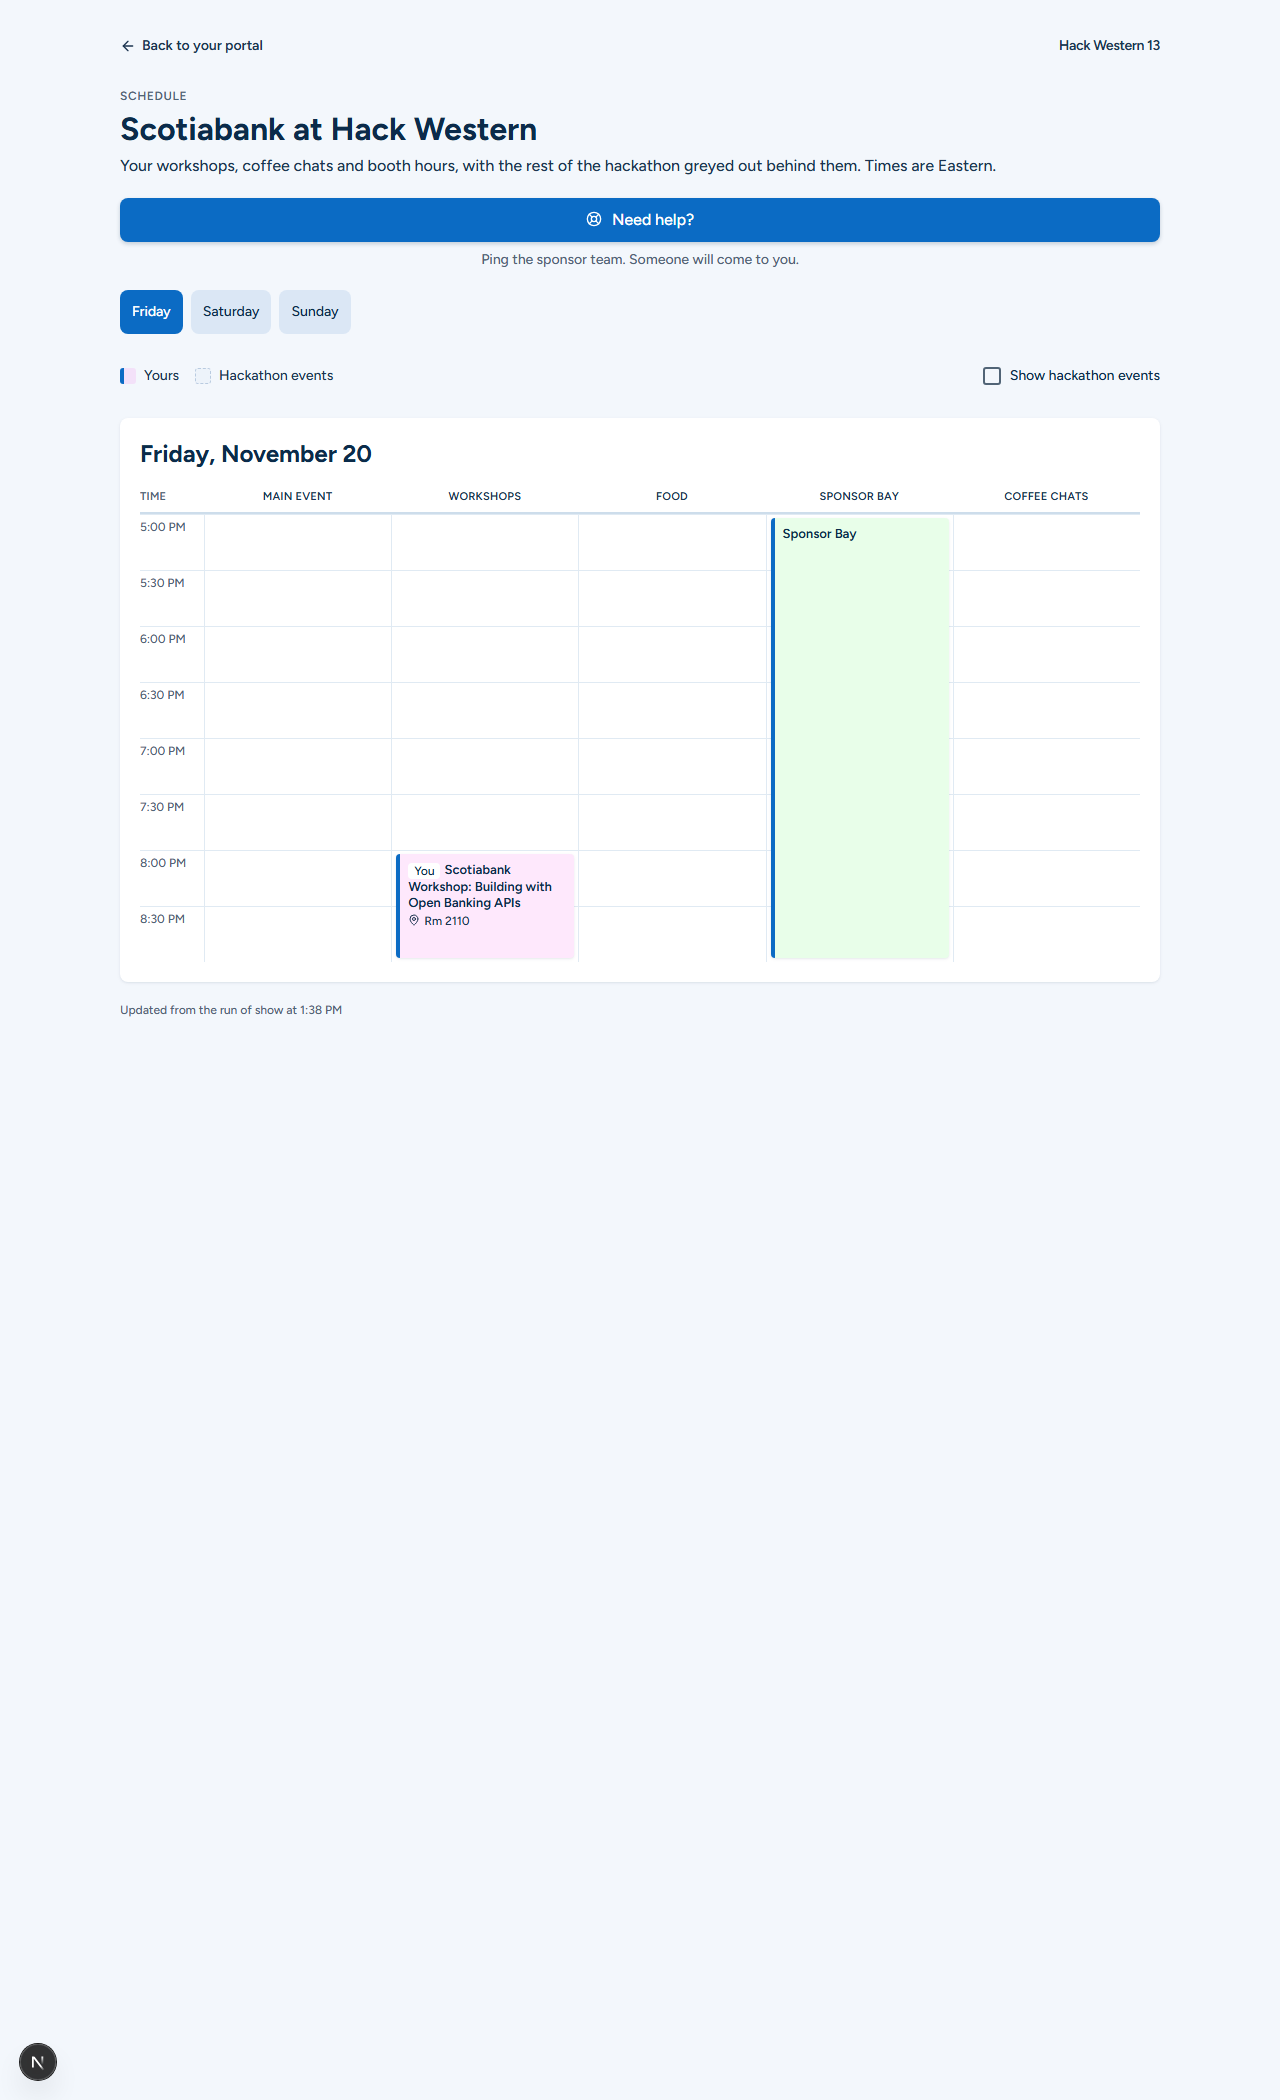 Back to your portal
Hack Western 13
SCHEDULE
Scotiabank at Hack Western
Your workshops, coffee chats and booth hours, with the rest of the hackathon greyed out behind them. Times are Eastern.
Need help?
Ping the sponsor team. Someone will come to you.
Friday
Saturday
Sunday
Yours
Hackathon events
Show hackathon events
Friday, November 20
TIME
MAIN EVENT
WORKSHOPS
FOOD
SPONSOR BAY
COFFEE CHATS
5:00 PM
Sponsor Bay
5:30 PM
6:00 PM
6:30 PM
7:00 PM
7:30 PM
8:00 PM
You Scotiabank
Workshop: Building with
Open Banking APIs
Rm 2110
8:30 PM
Updated from the run of show at 1:38 PM
N